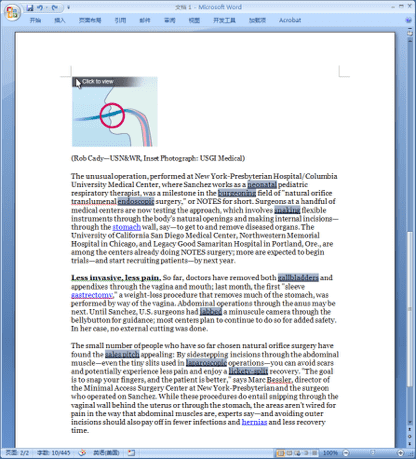 文档 1 - Microsoft Word
开始 插入 页面布局 引用 邮件 审阅 视图 开发工具 加载项 Acrobat
Click to view
(Rob Cady—USN&WR, Inset Photograph: USGI Medical)
The unusual operation, performed at New York-Presbyterian Hospital/Columbia
University Medical Center, where Sanchez works as a neonatal pediatric
respiratory therapist, was a milestone in the burgeoning field of "natural orifice
translumenal endoscopic surgery," or NOTES for short. Surgeons at a handful of
medical centers are now testing the approach, which involves snaking flexible
instruments through the body's natural openings and making internal incisions—
through the stomach wall, say—to get to and remove diseased organs. The
University of California San Diego Medical Center, Northwestern Memorial
Hospital in Chicago, and Legacy Good Samaritan Hospital in Portland, Ore., are
among the centers already doing NOTES surgery; more are expected to begin
trials—and start recruiting patients—by next year.
Less invasive, less pain. So far, doctors have removed both gallbladders and
appendixes through the vagina and mouth; last month, the first "sleeve
gastrectomy," a weight-loss procedure that removes much of the stomach, was
performed by way of the vagina. Abdominal operations through the anus may be
next. Until Sanchez, U.S. surgeons had jabbed a minuscule camera through the
bellybutton for guidance; most centers plan to continue to do so for added safety.
In her case, no external cutting was done.
The small number of people who have so far chosen natural orifice surgery have
found the sales pitch appealing: By sidestepping incisions through the abdominal
muscle—even the tiny slits used in laparoscopic operations—you can avoid scars
and potentially experience less pain and enjoy a lickety-split recovery. "The goal
is to snap your fingers, and the patient is better," says Marc Bessler, director of
the Minimal Access Surgery Center at New York-Presbyterian and the surgeon
who operated on Sanchez. While these procedures do entail snipping through the
vaginal wall behind the uterus or through the stomach, the areas aren't wired for
pain in the way that abdominal muscles are, experts say—and avoiding outer
incisions should also pay off in fewer infections and hernias and less recovery
time.
页面: 2/2 字数: 10/445 英语(美国) 100%